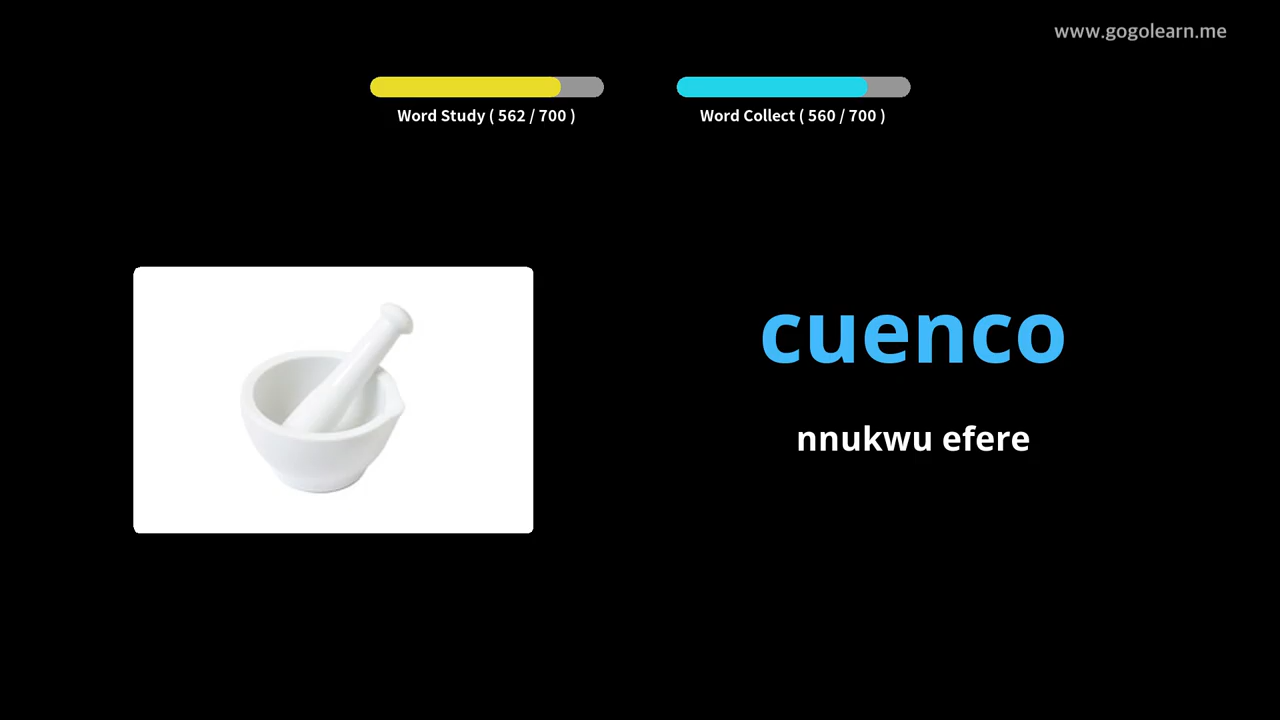 www.gogolearn.me
Word Study ( 562 / 700 )
Word Collect ( 560 / 700 )
cuenco
nnukwu efere